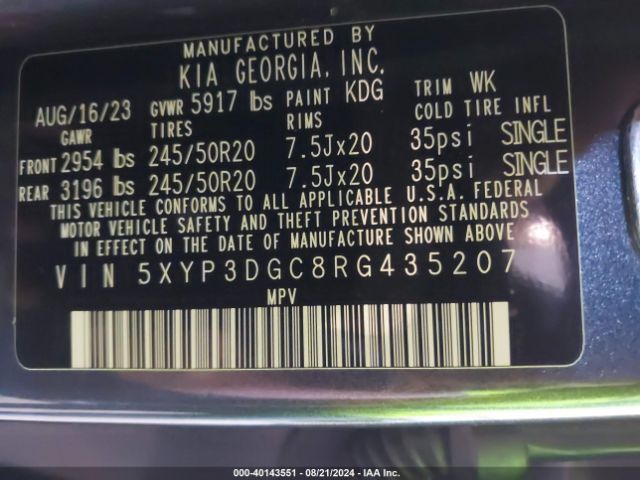 MANUFACTURED BY
KIA GEORGIA, INC.
AUG/16/23 GVWR 5917 lbs PAINT KDG TRIM WK
GAWR TIRES RIMS COLD TIRE INFL
FRONT 2954 lbs 245/50R20 7.5Jx20 35psi SINGLE
REAR 3196 lbs 245/50R20 7.5Jx20 35psi SINGLE
THIS VEHICLE CONFORMS TO ALL APPLICABLE U.S.A. FEDERAL
MOTOR VEHICLE SAFETY AND THEFT PREVENTION STANDARDS
IN EFFECT ON THE DATE OF MANUFACTURE SHOWN ABOVE
VIN 5XYP3DGC8RG435207
MPV
000-40143551 — 08/21/2024 — IAA Inc.